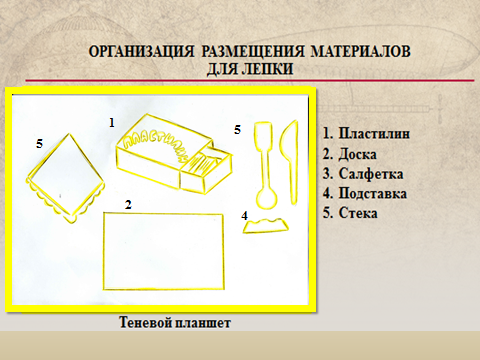 ОРГАНИЗАЦИЯ РАЗМЕЩЕНИЯ МАТЕРИАЛОВ
ДЛЯ ЛЕПКИ
1
ПЛАСТИЛИН
5
5
2
4
1. Пластилин
2. Доска
3. Салфетка
4. Подставка
5. Стека
Теневой планшет